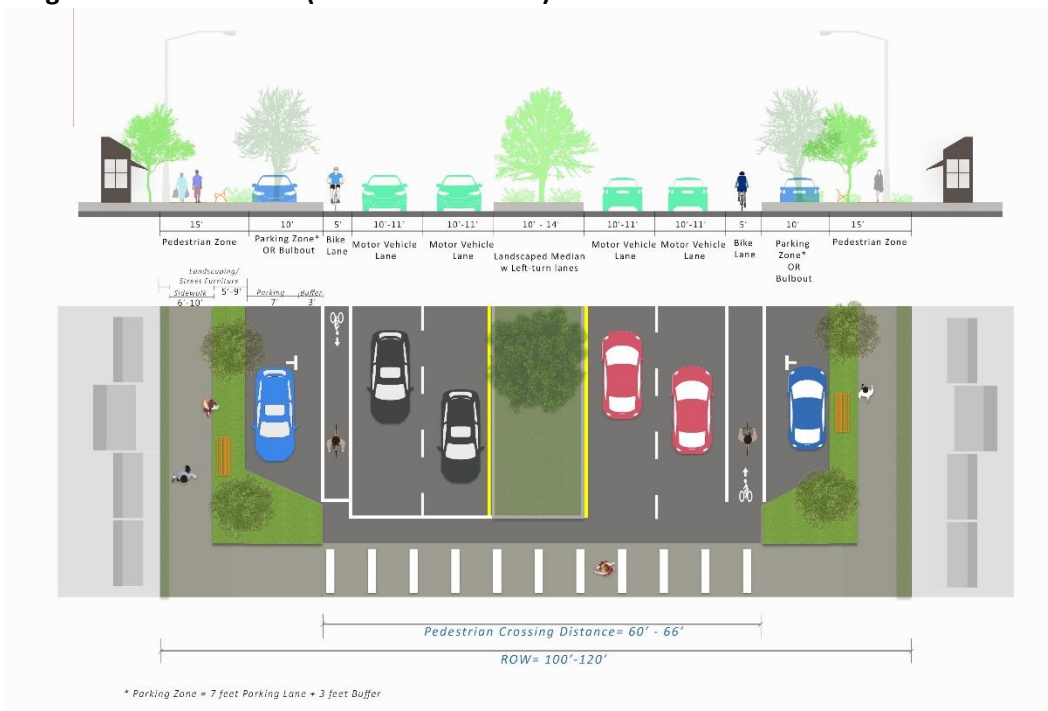 15'
10'
5'
10'-11'
10'-11'
10' - 14'
10'-11'
10'-11'
5'
10'
15'
Pedestrian Zone
Parking Zone*
OR Bulbout
Bike
Lane
Motor Vehicle
Lane
Motor Vehicle
Lane
Landscaped Median
w Left-turn lanes
Motor Vehicle
Lane
Motor Vehicle
Lane
Bike
Lane
Parking
Zone*
OR
Bulbout
Pedestrian Zone
Landscaping/
Street Furniture
Sidewalk
5'-9'
Parking
Buffer
6'-10'
7'
3'
Pedestrian Crossing Distance= 60' - 66'
ROW= 100'-120'
* Parking Zone = 7 feet Parking Lane + 3 feet Buffer